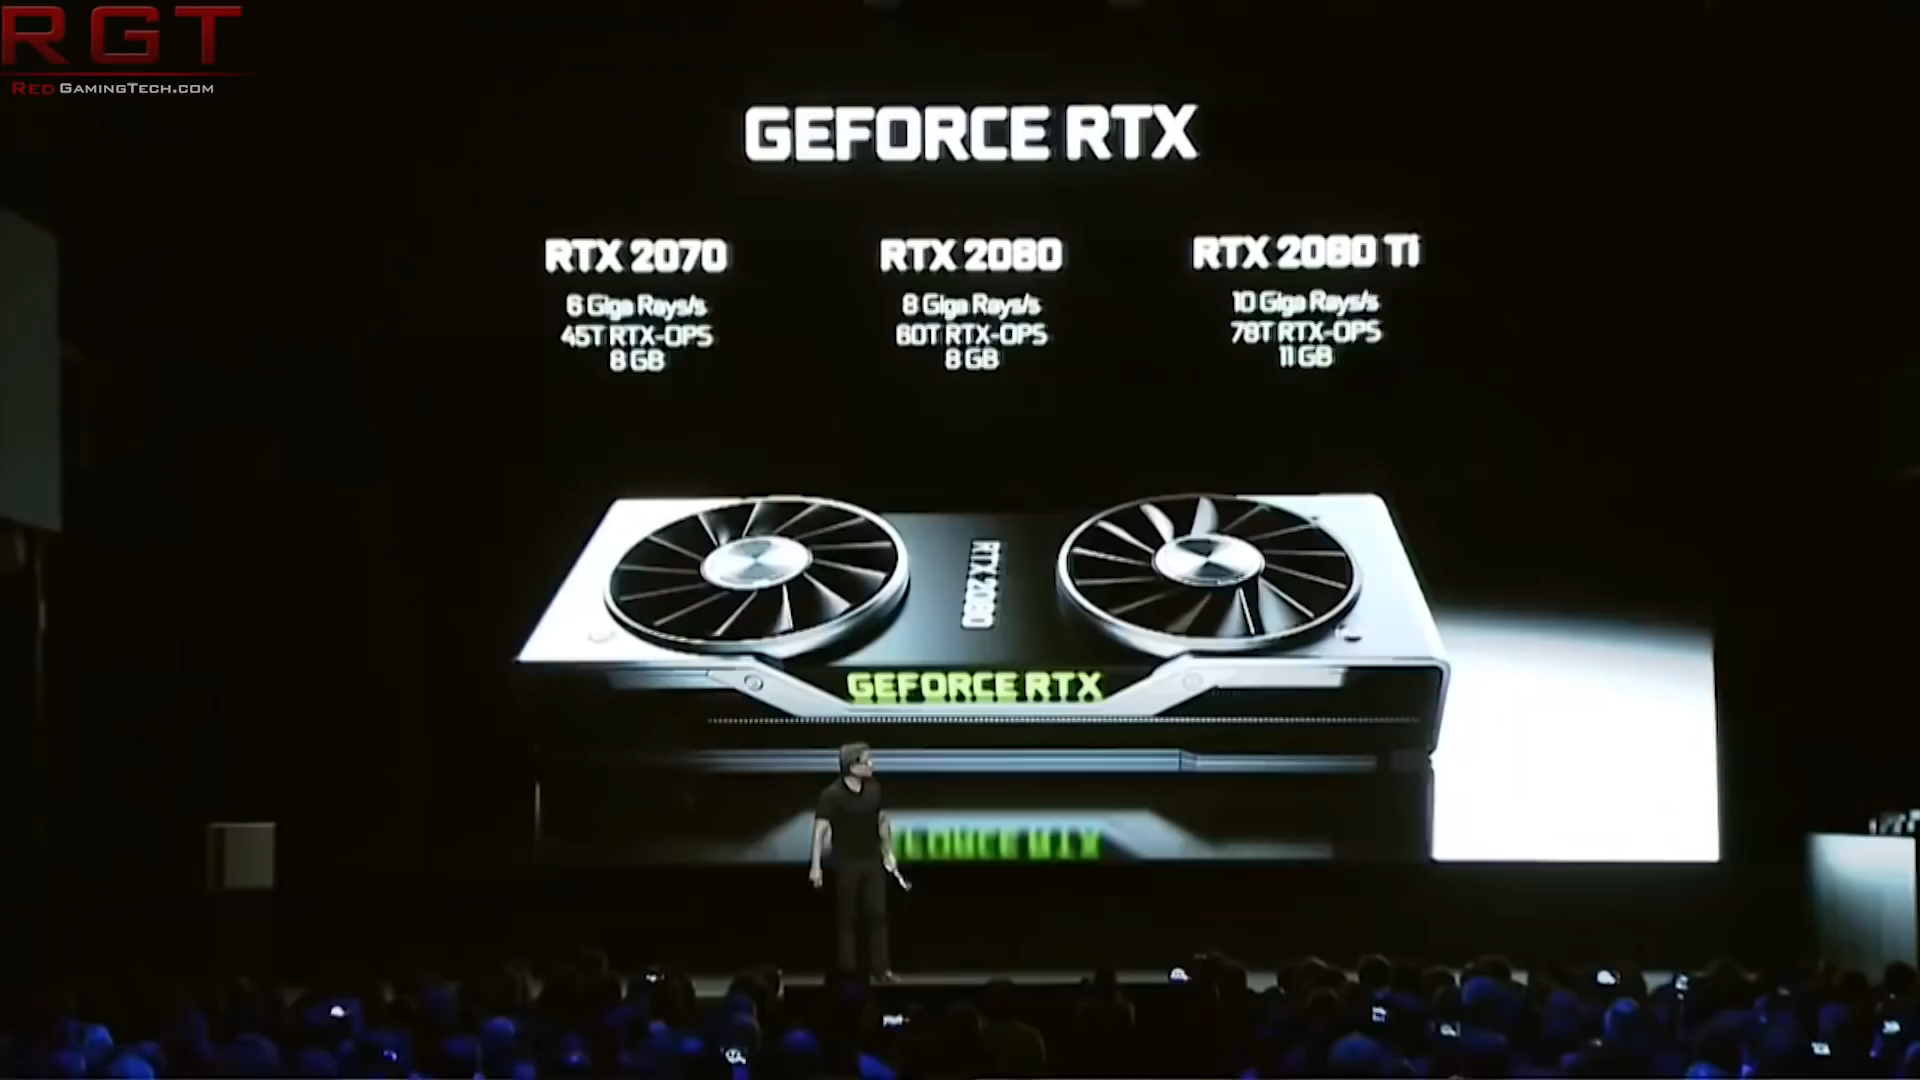 RGT
RedGamingTech.com
GEFORCE RTX
RTX 2070
6 Giga Rays/s
45T RTX-OPS
8 GB
RTX 2080
8 Giga Rays/s
60T RTX-OPS
8 GB
RTX 2080 Ti
10 Giga Rays/s
78T RTX-OPS
11 GB
RTX 2080
GEFORCE RTX